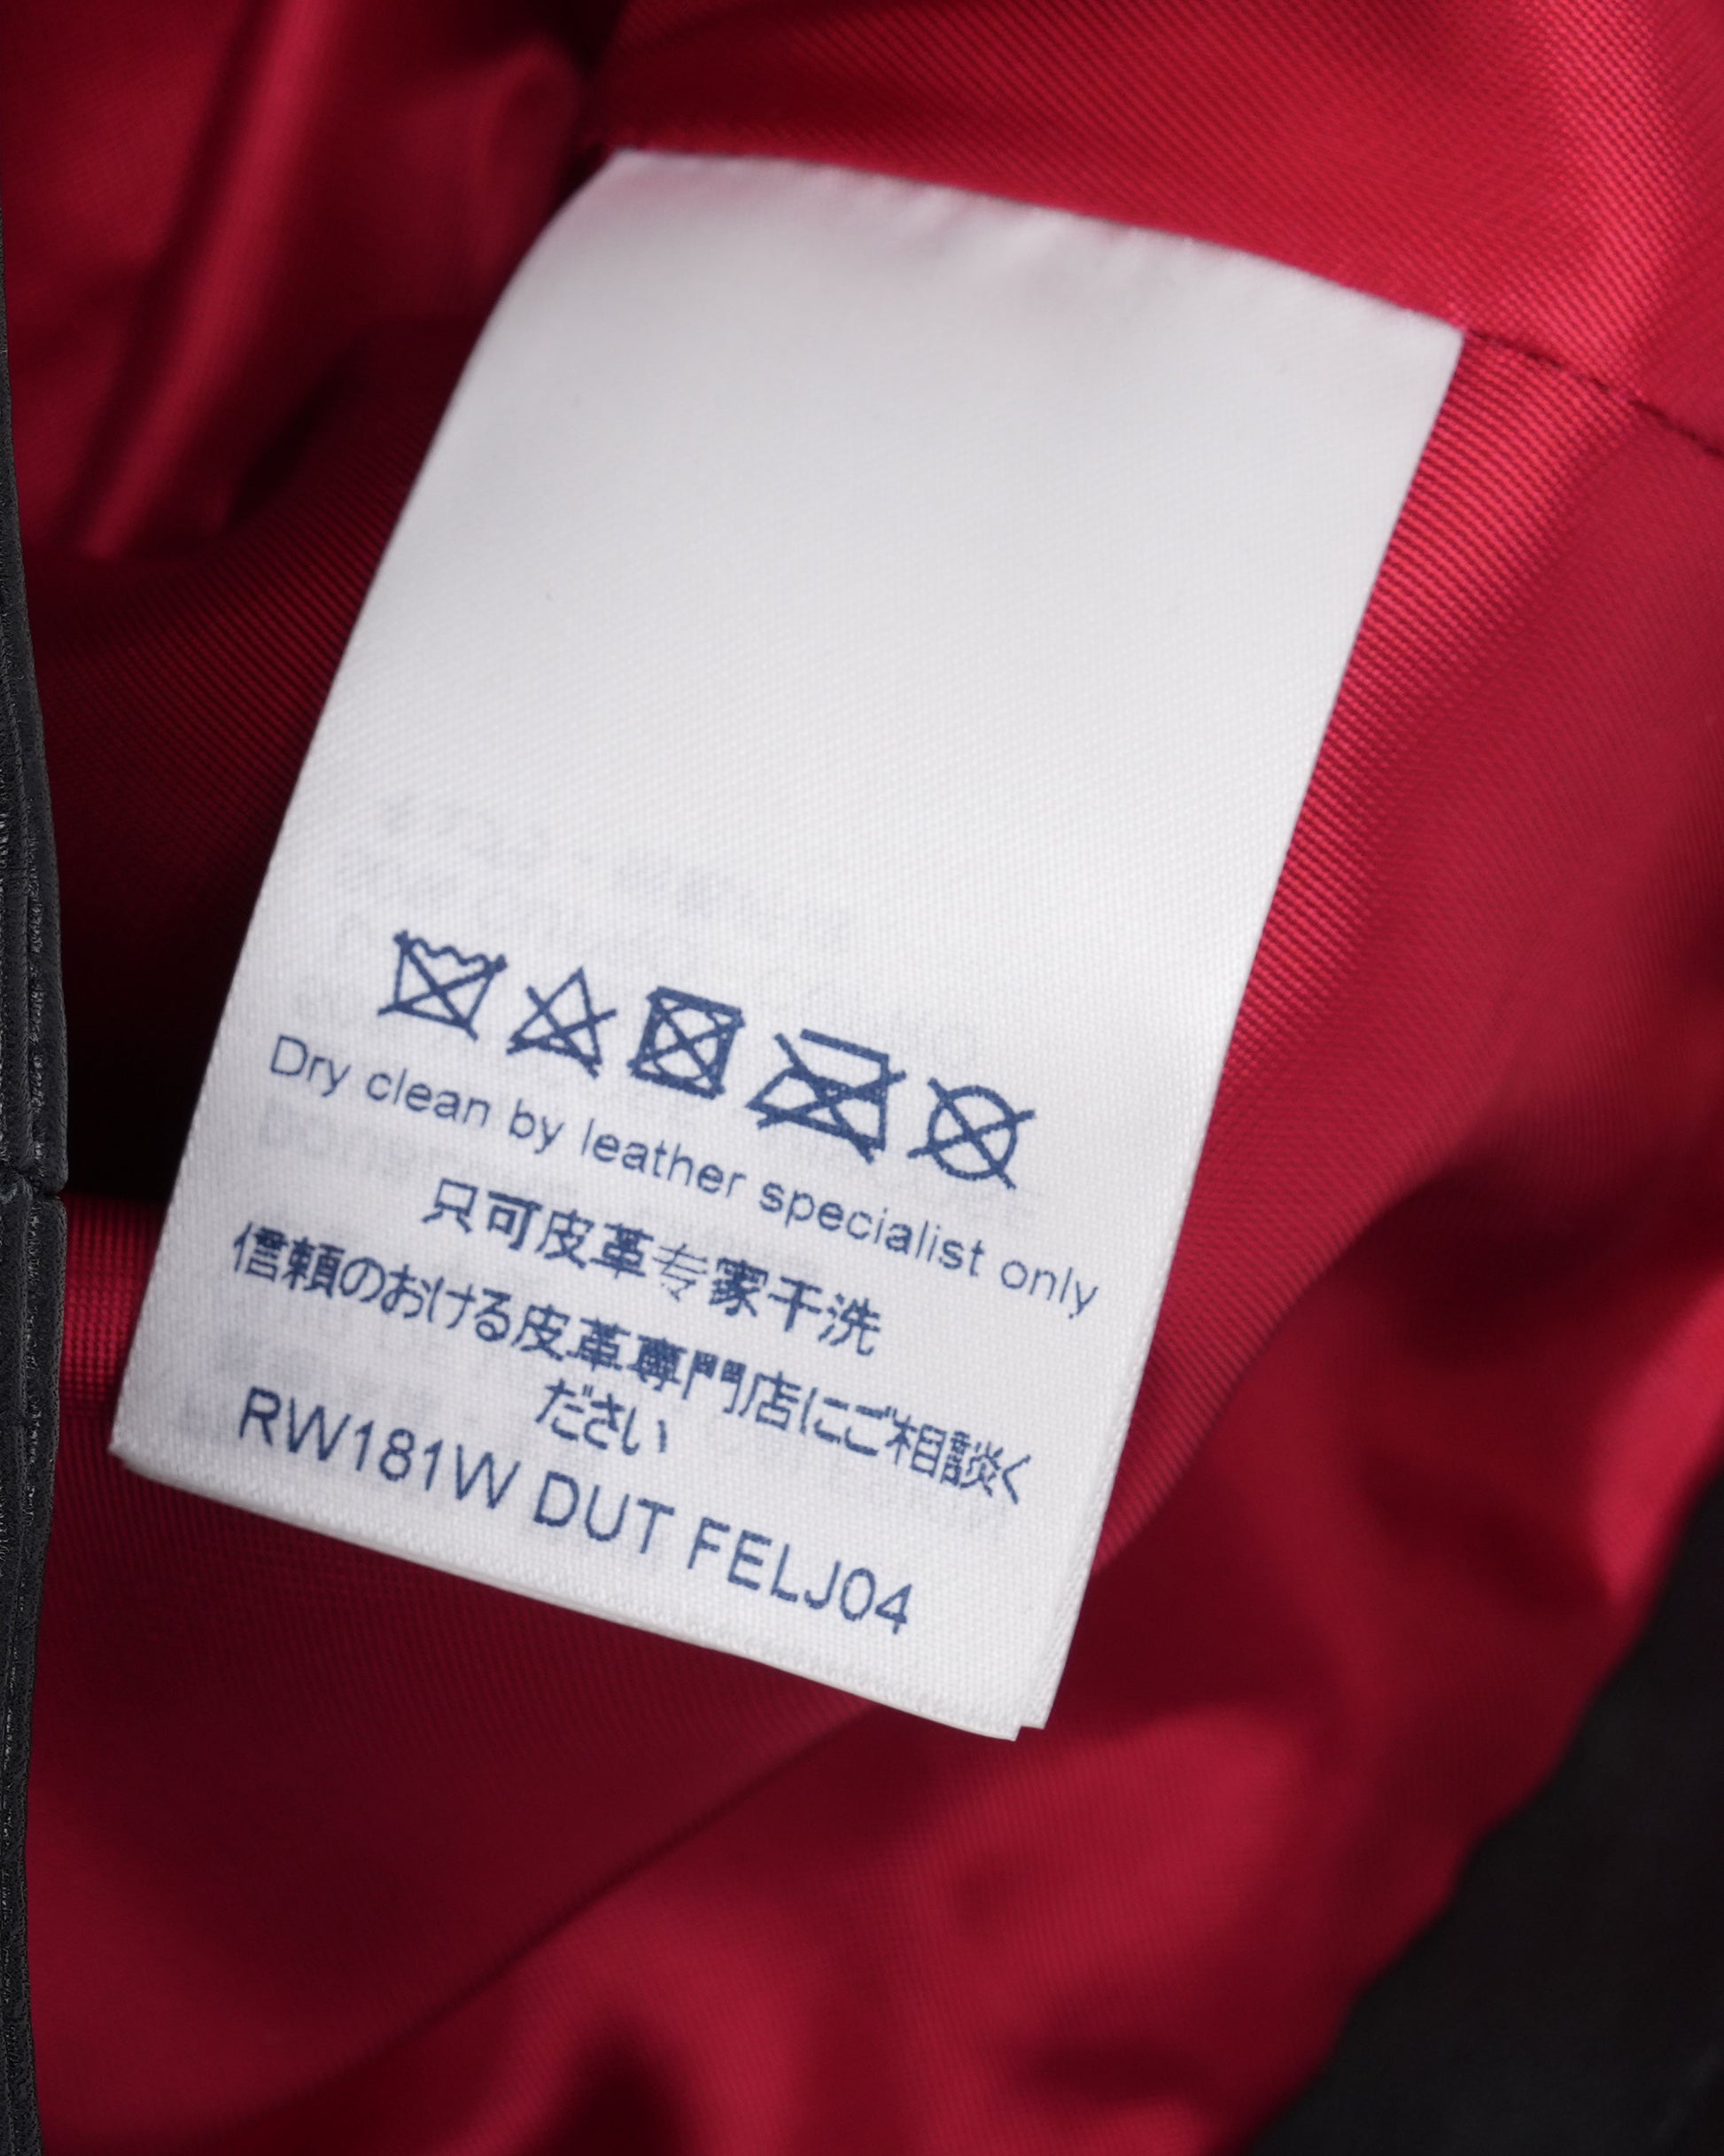 Dry clean by leather specialist only
只可皮革专家干洗
信頼のおける皮革専門店にご相談く
ださい
RW181W DUT FELJ04